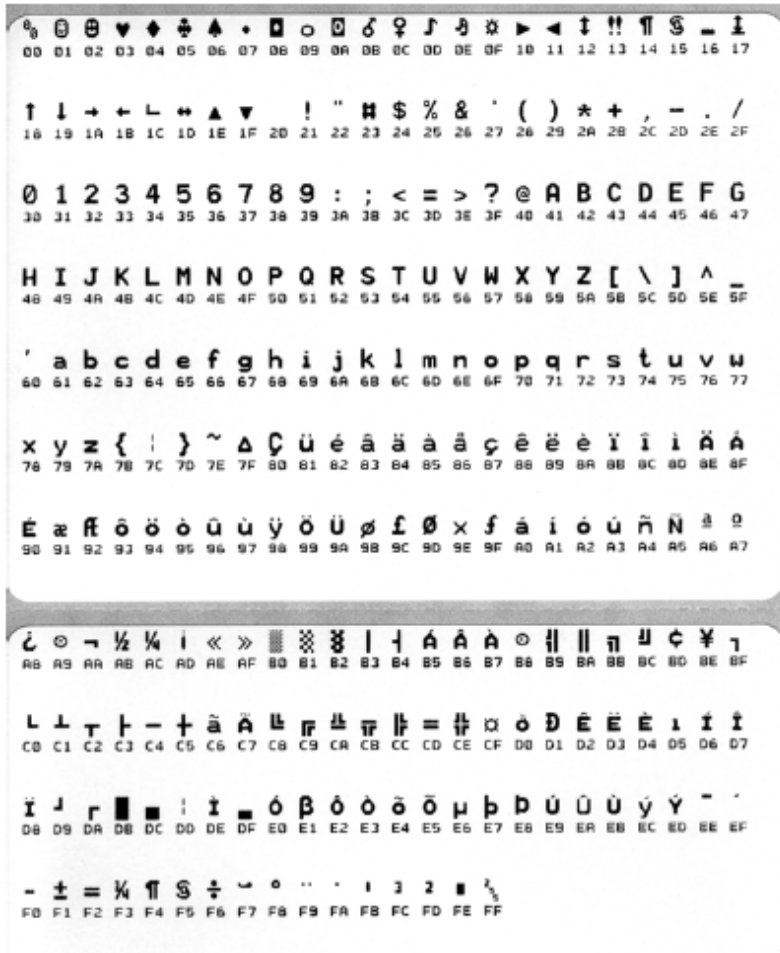 ☺ ☻ ♥ ♦ ♣ ♠ • ◘ ○ ◙ ♂ ♀ ♪ ♫ ☼ ► ◄ ↕ ‼ ¶ § ▬ ↨
00 01 02 03 04 05 06 07 08 09 0A 0B 0C 0D 0E 0F 10 11 12 13 14 15 16 17
↑ ↓ → ← ∟ ↔ ▲ ▼ ! " # $ % & ' ( ) * + , - . /
18 19 1A 1B 1C 1D 1E 1F 20 21 22 23 24 25 26 27 28 29 2A 2B 2C 2D 2E 2F
0 1 2 3 4 5 6 7 8 9 : ; < = > ? @ A B C D E F G
30 31 32 33 34 35 36 37 38 39 3A 3B 3C 3D 3E 3F 40 41 42 43 44 45 46 47
H I J K L M N O P Q R S T U V W X Y Z [ \ ] ^ _
48 49 4A 4B 4C 4D 4E 4F 50 51 52 53 54 55 56 57 58 59 5A 5B 5C 5D 5E 5F
' a b c d e f g h i j k l m n o p q r s t u v w
60 61 62 63 64 65 66 67 68 69 6A 6B 6C 6D 6E 6F 70 71 72 73 74 75 76 77
x y z { ¦ } ~ ∆ Ç ü é â ä à å ç ê ë è ï î ì Ä Å
78 79 7A 7B 7C 7D 7E 7F 80 81 82 83 84 85 86 87 88 89 8A 8B 8C 8D 8E 8F
É æ Æ ô ö ò û ù ÿ Ö Ü ø £ Ø × ƒ á í ó ú ñ Ñ ª º
90 91 92 93 94 95 96 97 98 99 9A 9B 9C 9D 9E 9F A0 A1 A2 A3 A4 A5 A6 A7
¿ ® ¬ ½ ¼ ¡ « » ░ ▒ ▓ │ ┤ Á Â À © ╣ ║ ╗ ╝ ¢ ¥ ┐
A8 A9 AA AB AC AD AE AF B0 B1 B2 B3 B4 B5 B6 B7 B8 B9 BA BB BC BD BE BF
└ ┴ ┬ ├ ─ ┼ ã Ã ╚ ╔ ╩ ╦ ╠ ═ ╬ ¤ ð Ð Ê Ë È ı Í Î
C0 C1 C2 C3 C4 C5 C6 C7 C8 C9 CA CB CC CD CE CF D0 D1 D2 D3 D4 D5 D6 D7
Ï ┘ ┌ █ ▄ ¦ Ì ▀ Ó β Ô Ò õ Õ µ þ Þ Ú Û Ù ý Ý ¯ ´
D8 D9 DA DB DC DD DE DF E0 E1 E2 E3 E4 E5 E6 E7 E8 E9 EA EB EC ED EE EF
- ± = ¾ ¶ § ÷ ¸ ° ¨ · ¹ ³ ² ■
F0 F1 F2 F3 F4 F5 F6 F7 F8 F9 FA FB FC FD FE FF